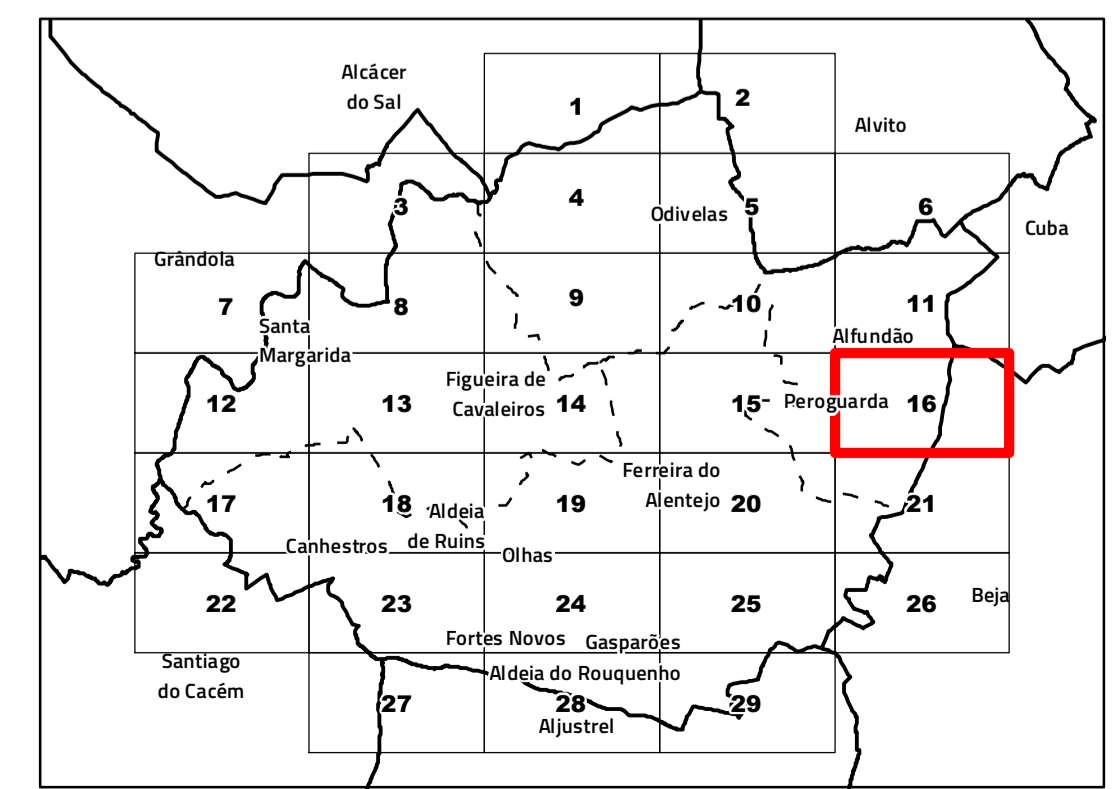 Alcácer
do Sal
1
2
Alvito
3
4
Odivelas
5
6
Cuba
Grândola
7
Santa
Margarida
8
9
10
11
Alfundão
12
13
Figueira de
Cavaleiros
14
15
Peroguarda
16
17
18
Aldeia
de Ruins
19
Ferreira do
Alentejo
20
21
Canhestros
Olhas
22
23
24
25
26
Beja
Fortes Novos
Gasparões
Santiago
do Cacém
Aldeia do Rouquenho
27
28
29
Aljustrel